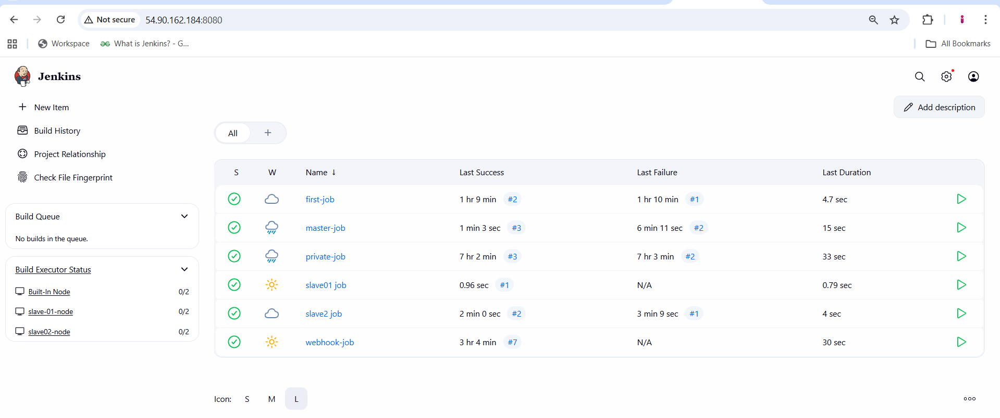 Not secure 54.90.162.184:8080
Workspace What is Jenkins? - G... All Bookmarks
Jenkins
New Item
Build History
Project Relationship
Check File Fingerprint
Build Queue
No builds in the queue.
Build Executor Status
Built-In Node 0/2
slave-01-node 0/2
slave02-node 0/2
Add description
All +
S W Name ↓ Last Success Last Failure Last Duration
first-job 1 hr 9 min #2 1 hr 10 min #1 4.7 sec
master-job 1 min 3 sec #3 6 min 11 sec #2 15 sec
private-job 7 hr 2 min #3 7 hr 3 min #2 33 sec
slave01 job 0.96 sec #1 N/A 0.79 sec
slave2 job 2 min 0 sec #2 3 min 9 sec #1 4 sec
webhook-job 3 hr 4 min #7 N/A 30 sec
Icon: S M L